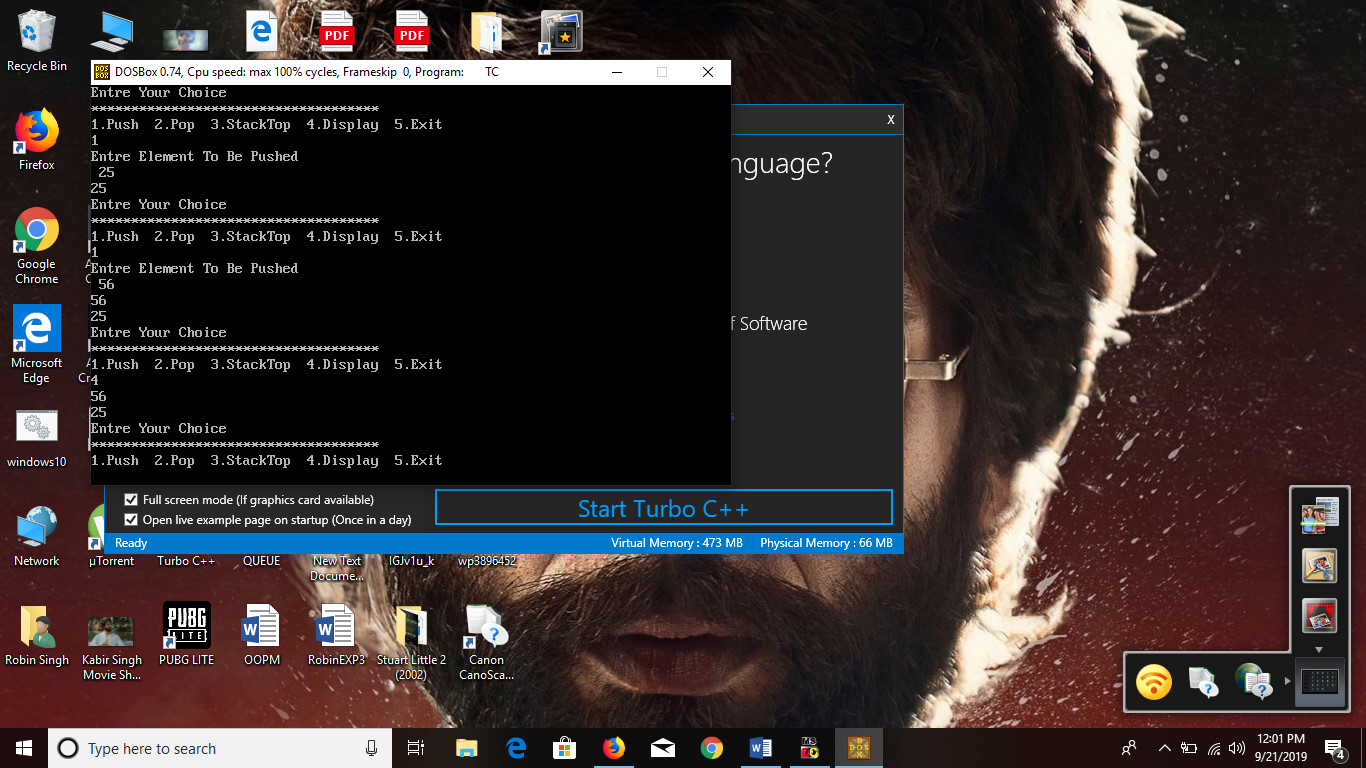 Recycle Bin
PDF
PDF
DOSBox 0.74, Cpu speed: max 100% cycles, Frameskip 0, Program: TC
Entre Your Choice
************************************
1.Push 2.Pop 3.StackTop 4.Display 5.Exit
1
Entre Element To Be Pushed
25
25
Entre Your Choice
************************************
1.Push 2.Pop 3.StackTop 4.Display 5.Exit
1
Entre Element To Be Pushed
56
56
25
Entre Your Choice
************************************
1.Push 2.Pop 3.StackTop 4.Display 5.Exit
4
56
25
Entre Your Choice
************************************
1.Push 2.Pop 3.StackTop 4.Display 5.Exit
X
nguage?
f Software
s
Full screen mode (If graphics card available)
Open live example page on startup (Once in a day)
Start Turbo C++
Ready
Virtual Memory : 473 MB Physical Memory : 66 MB
Firefox
Google
Chrome
Microsoft
Edge
windows10
Network
µTorrent
Turbo C++
QUEUE
New Text
Docume...
IGJv1u_k
wp3896452
Robin Singh
Kabir Singh
Movie Sh...
PUBG
LITE
PUBG LITE
OOPM
RobinEXP3
Stuart Little 2
(2002)
Canon
CanoSca...
Type here to search
12:01 PM
9/21/2019
4